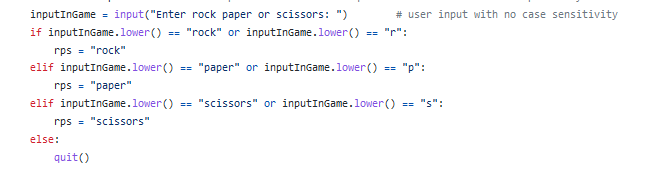 inputInGame = input("Enter rock paper or scissors: ")        # user input with no case sensitivity
if inputInGame.lower() == "rock" or inputInGame.lower() == "r":
    rps = "rock"
elif inputInGame.lower() == "paper" or inputInGame.lower() == "p":
    rps = "paper"
elif inputInGame.lower() == "scissors" or inputInGame.lower() == "s":
    rps = "scissors"
else:
    quit()